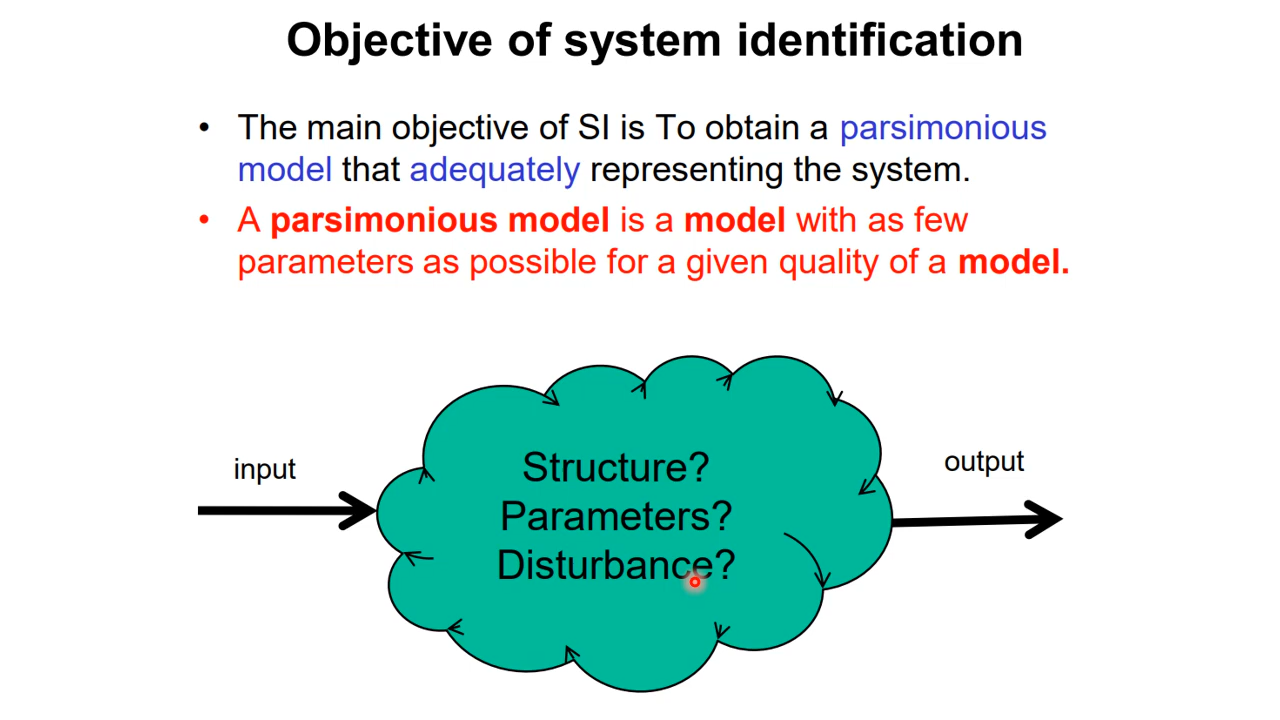 Objective of system identification
• The main objective of SI is To obtain a parsimonious
model that adequately representing the system.
• A parsimonious model is a model with as few
parameters as possible for a given quality of a model.
input
output
Structure?
Parameters?
Disturbance?